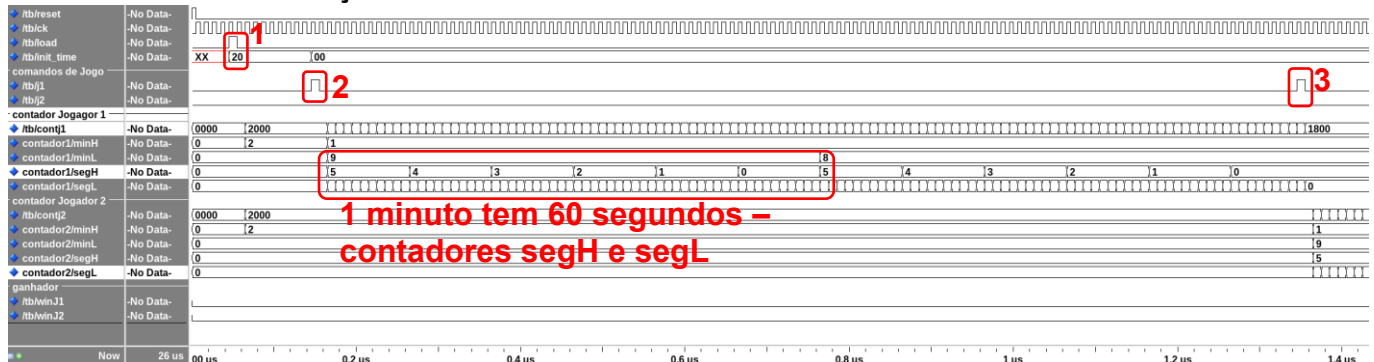 /tb/reset -No Data-
/tb/ck -No Data-
/tb/load -No Data- 1
/tb/init_time -No Data- XX 20 00
comandos de Jogo
/tb/j1 -No Data- 2 3
/tb/j2 -No Data-
contador Jogagor 1
/tb/contj1 -No Data- 0000 2000 1800
contador1/minH -No Data- 0 2 1
contador1/minL -No Data- 0 9 8
contador1/segH -No Data- 0 5 4 3 2 1 0 5 4 3 2 1 0
contador1/segL -No Data- 0 0
contador Jogador 2
/tb/contj2 -No Data- 0000 2000
contador2/minH -No Data- 0 2 1
contador2/minL -No Data- 0 9
contador2/segH -No Data- 0 5
contador2/segL -No Data- 0
1 minuto tem 60 segundos –
contadores segH e segL
ganhador
/tb/winJ1 -No Data-
/tb/winJ2 -No Data-
Now 26 us 00 us 0.2 us 0.4 us 0.6 us 0.8 us 1 us 1.2 us 1.4 us